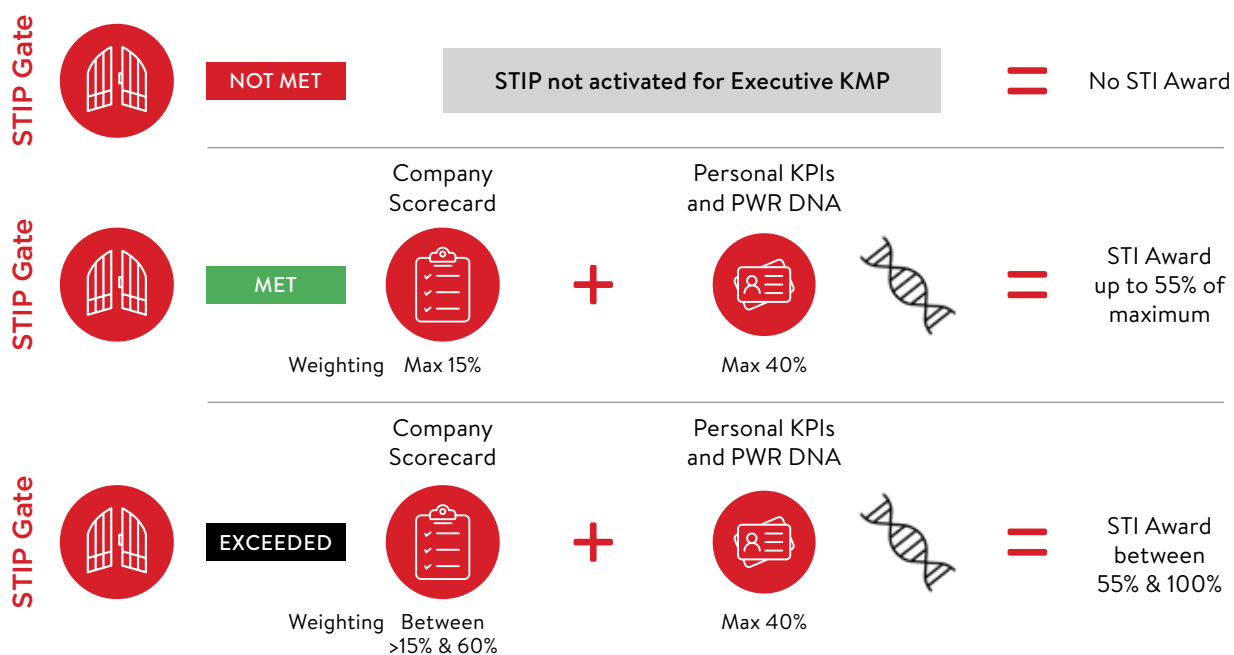 STIP Gate
NOT MET
STIP not activated for Executive KMP
=
No STI Award
STIP Gate
MET
Company
Scorecard
+
Personal KPIs
and PWR DNA
=
STI Award
up to 55% of
maximum
Weighting
Max 15%
Max 40%
STIP Gate
EXCEEDED
Company
Scorecard
+
Personal KPIs
and PWR DNA
=
STI Award
between
55% & 100%
Weighting
Between
>15% & 60%
Max 40%